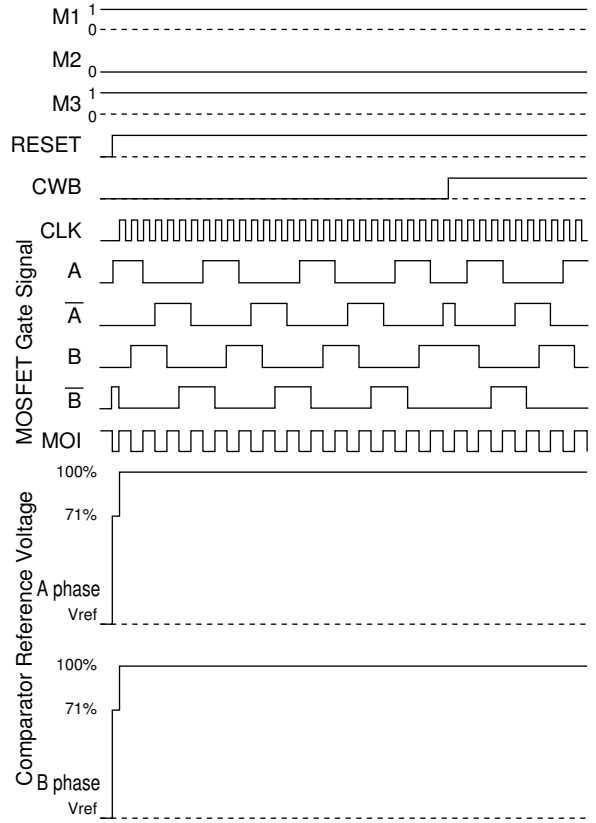 M1 1
0
M2
0
M3 1
0
RESET
CWB
CLK
MOSFET Gate Signal
A
A̅
B
B̅
MOI
Comparator Reference Voltage
100%
71%
A phase
Vref
100%
71%
B phase
Vref